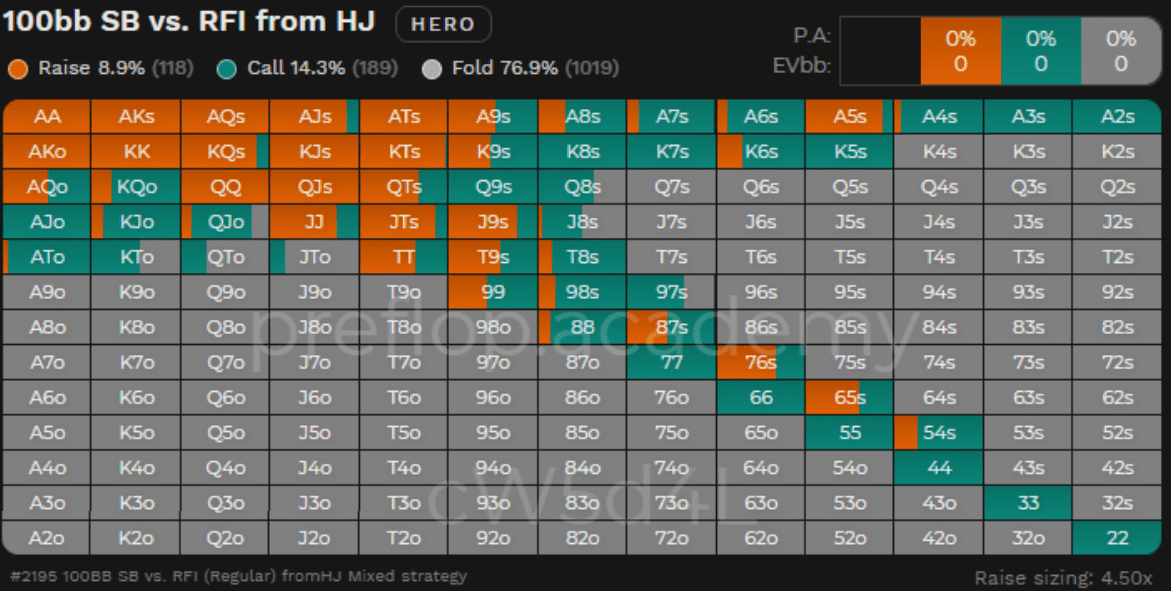 100bb SB vs. RFI from HJ HERO
P.A: 0% 0% 0%
EVbb: 0 0 0
Raise 8.9% (118) Call 14.3% (189) Fold 76.9% (1019)
AA AKs AQs AJs ATs A9s A8s A7s A6s A5s A4s A3s A2s
AKo KK KQs KJs KTs K9s K8s K7s K6s K5s K4s K3s K2s
AQo KQo QQ QJs QTs Q9s Q8s Q7s Q6s Q5s Q4s Q3s Q2s
AJo KJo QJo JJ JTs J9s J8s J7s J6s J5s J4s J3s J2s
ATo KTo QTo JTo TT T9s T8s T7s T6s T5s T4s T3s T2s
A9o K9o Q9o J9o T9o 99 98s 97s 96s 95s 94s 93s 92s
A8o K8o Q8o J8o T8o 98o 88 87s 86s 85s 84s 83s 82s
preflop.academy
A7o K7o Q7o J7o T7o 97o 87o 77 76s 75s 74s 73s 72s
A6o K6o Q6o J6o T6o 96o 86o 76o 66 65s 64s 63s 62s
A5o K5o Q5o J5o T5o 95o 85o 75o 65o 55 54s 53s 52s
A4o K4o Q4o J4o T4o 94o 84o 74o 64o 54o 44 43s 42s
cW5d4L
A3o K3o Q3o J3o T3o 93o 83o 73o 63o 53o 43o 33 32s
A2o K2o Q2o J2o T2o 92o 82o 72o 62o 52o 42o 32o 22
#2195 100BB SB vs. RFI (Regular) fromHJ Mixed strategy
Raise sizing: 4.50x